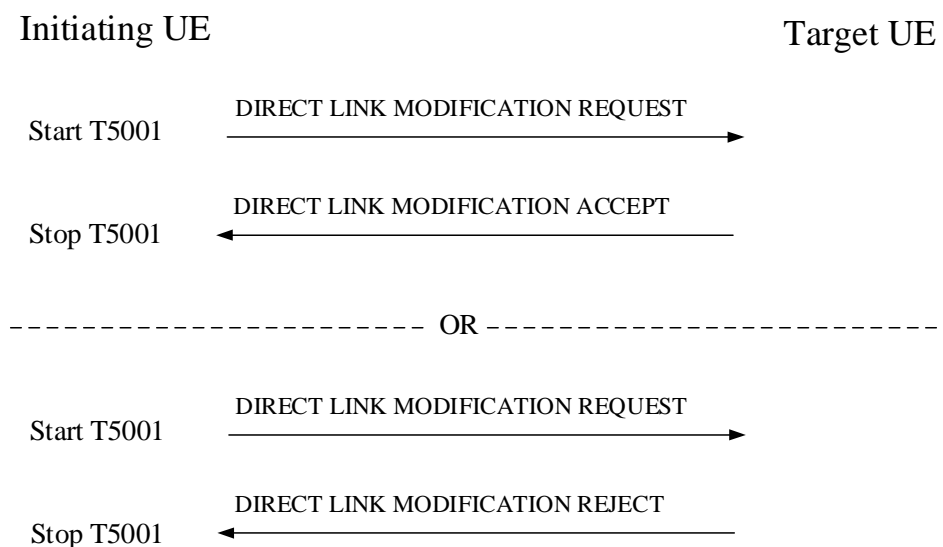 Initiating UE
Target UE
DIRECT LINK MODIFICATION REQUEST
Start T5001
DIRECT LINK MODIFICATION ACCEPT
Stop T5001
OR
DIRECT LINK MODIFICATION REQUEST
Start T5001
DIRECT LINK MODIFICATION REJECT
Stop T5001